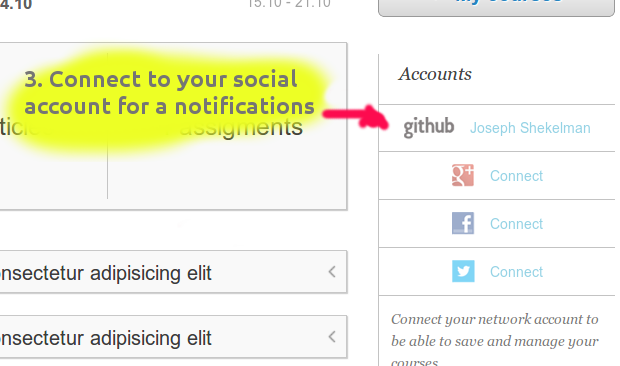 4.10
15.10 - 21.10
My courses
3. Connect to your social
account for a notifications
assigments
onsectetur adipisicing elit
onsectetur adipisicing elit
Accounts
github Joseph Shekelman
g+ Connect
f Connect
Connect
Connect your network account to
be able to save and manage your
courses